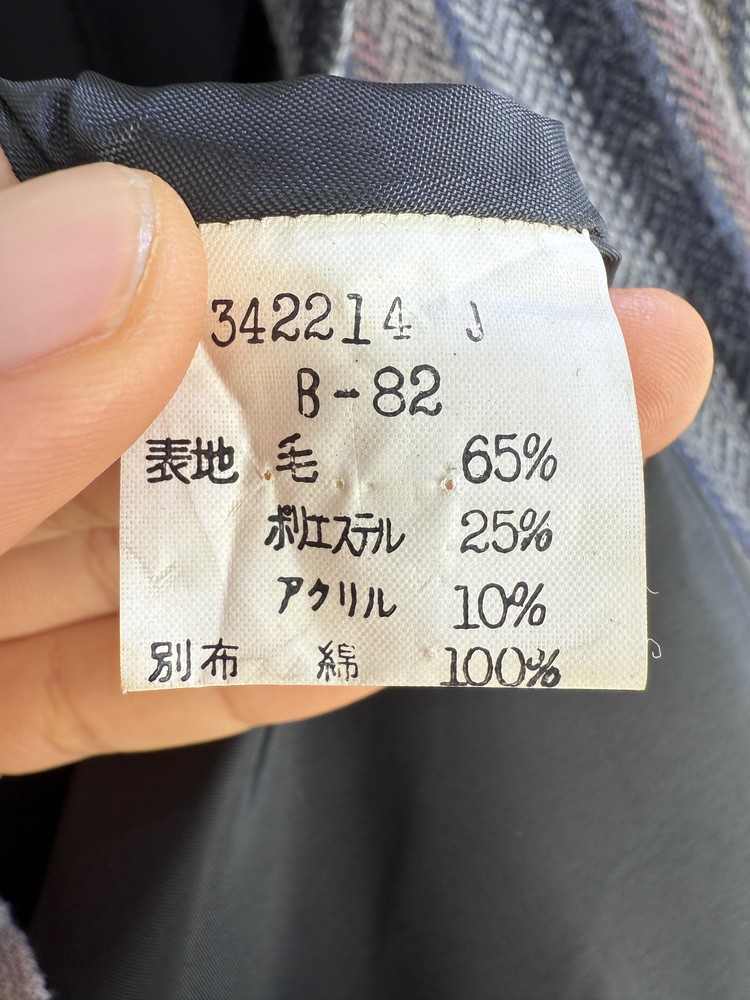 342214 J
B-82
表地 毛 65%
ポリエステル 25%
アクリル 10%
別布 綿 100%